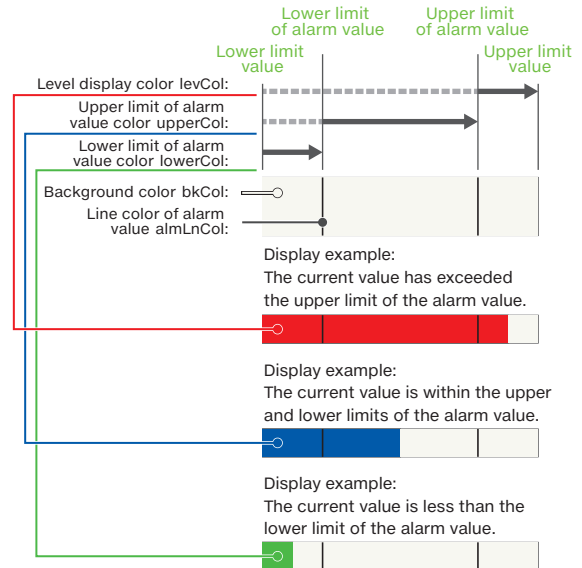 Lower limit
of alarm value
Upper limit
of alarm value
Lower limit
value
Upper limit
value
Level display color levCol:
Upper limit of alarm
value color upperCol:
Lower limit of alarm
value color lowerCol:
Background color bkCol:
Line color of alarm
value almLnCol:
Display example:
The current value has exceeded
the upper limit of the alarm value.
Display example:
The current value is within the upper
and lower limits of the alarm value.
Display example:
The current value is less than the
lower limit of the alarm value.